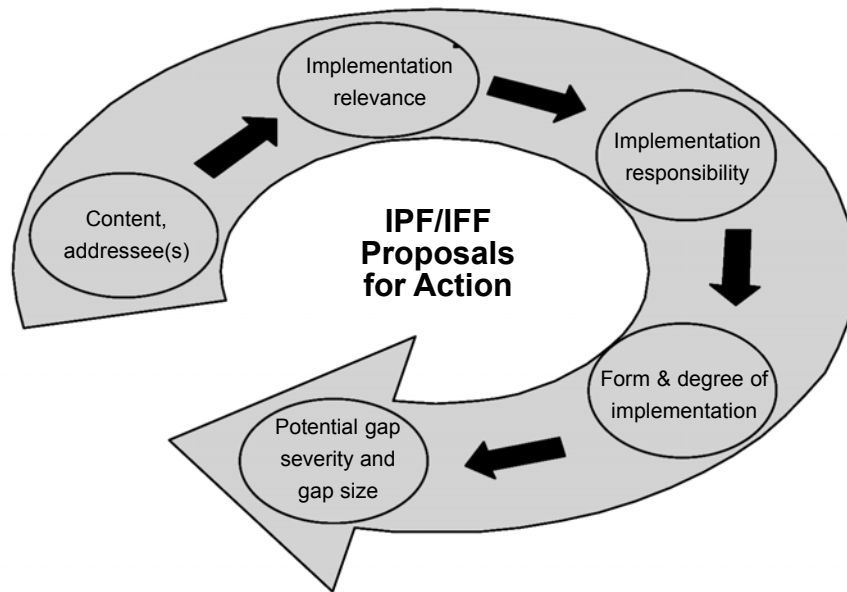 Implementation
relevance
Implementation
responsibility
Content,
addressee(s)
IPF/IFF
Proposals
for Action
Form & degree of
implementation
Potential gap
severity and
gap size